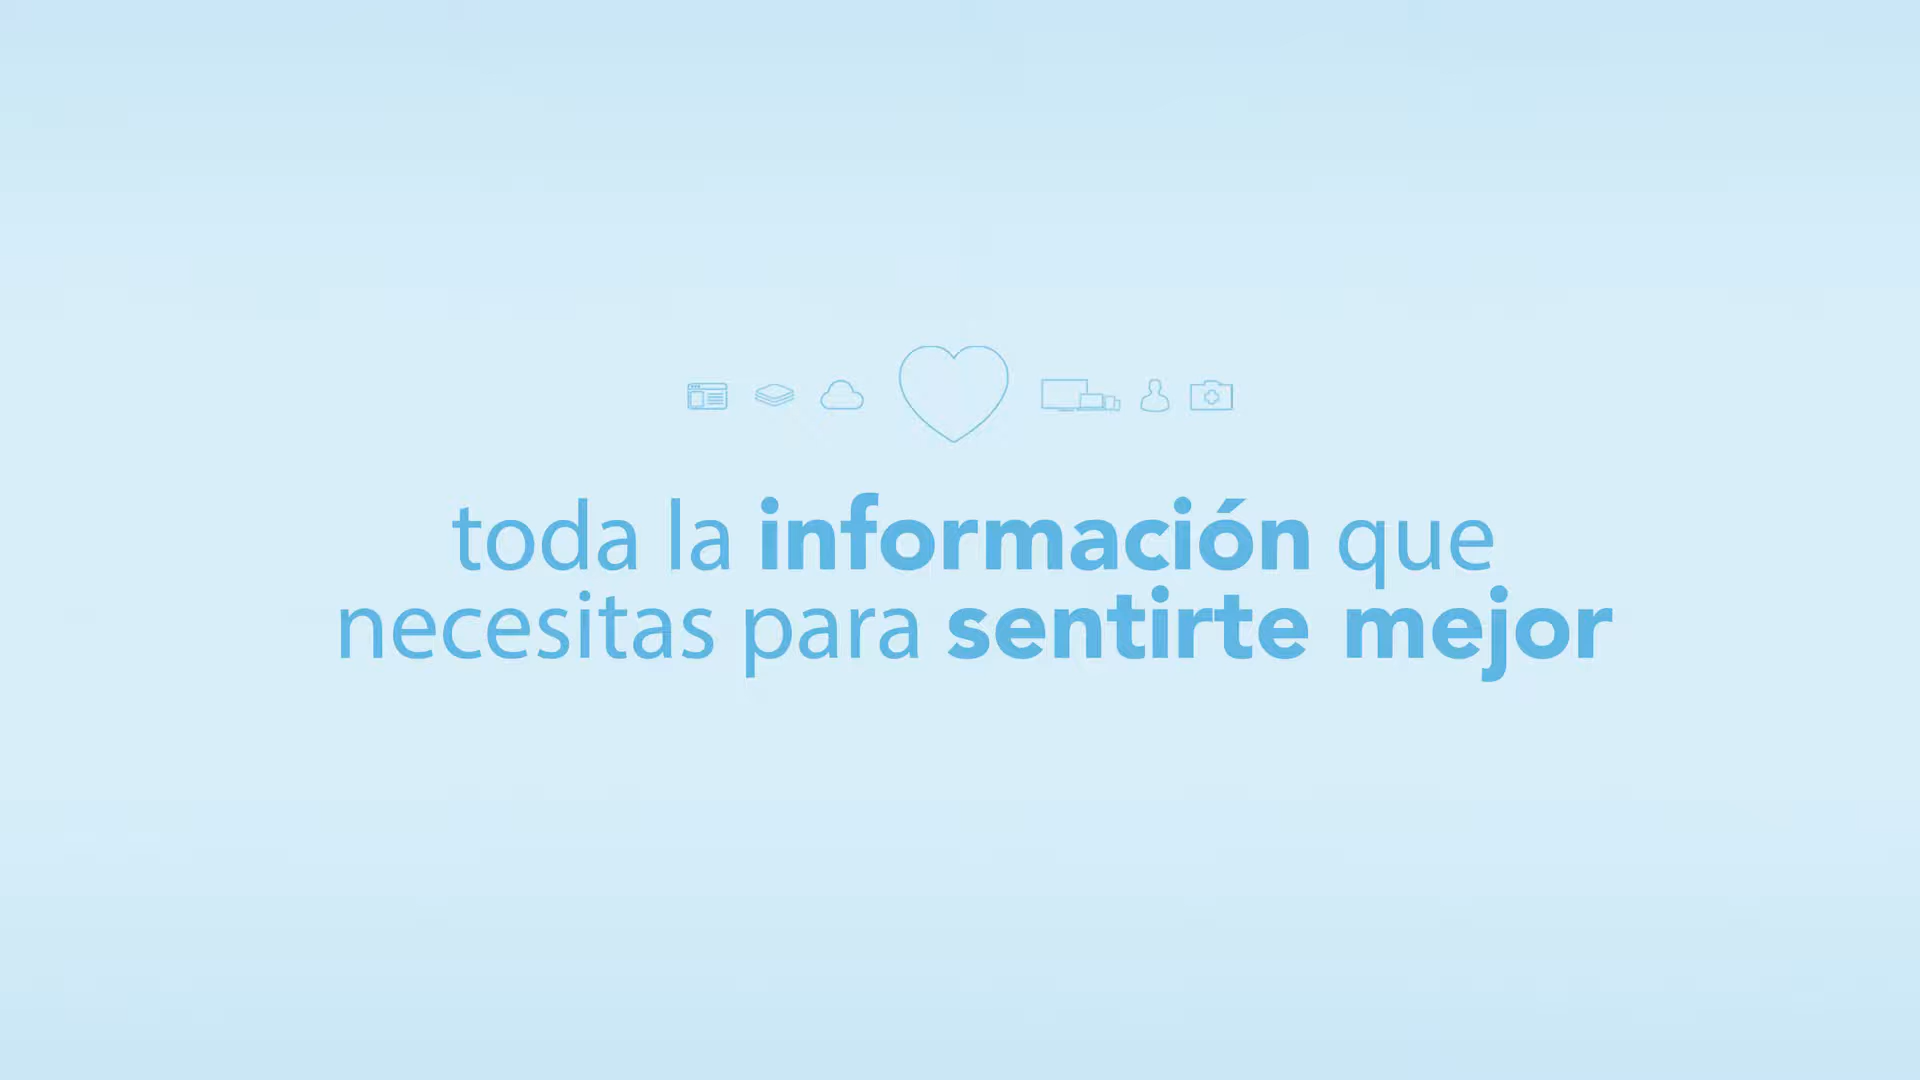 toda la información que
necesitas para sentirte mejor